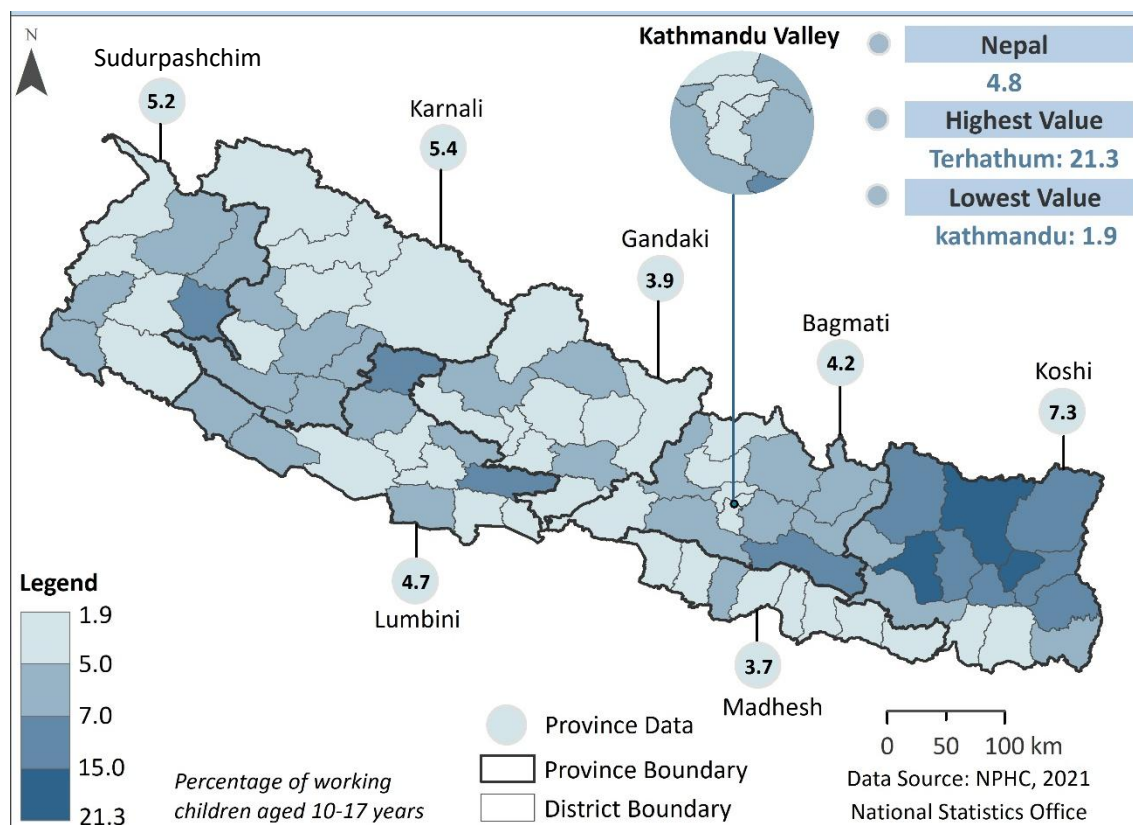 N
Kathmandu Valley
Nepal
4.8
Highest Value
Terhathum: 21.3
Lowest Value
kathmandu: 1.9
Sudurpashchim
5.2
Karnali
5.4
Gandaki
3.9
Bagmati
4.2
Koshi
7.3
4.7
Lumbini
3.7
Madhesh
Legend
1.9
5.0
7.0
15.0
21.3
Percentage of working
children aged 10-17 years
Province Data
Province Boundary
District Boundary
0 50 100 km
Data Source: NPHC, 2021
National Statistics Office